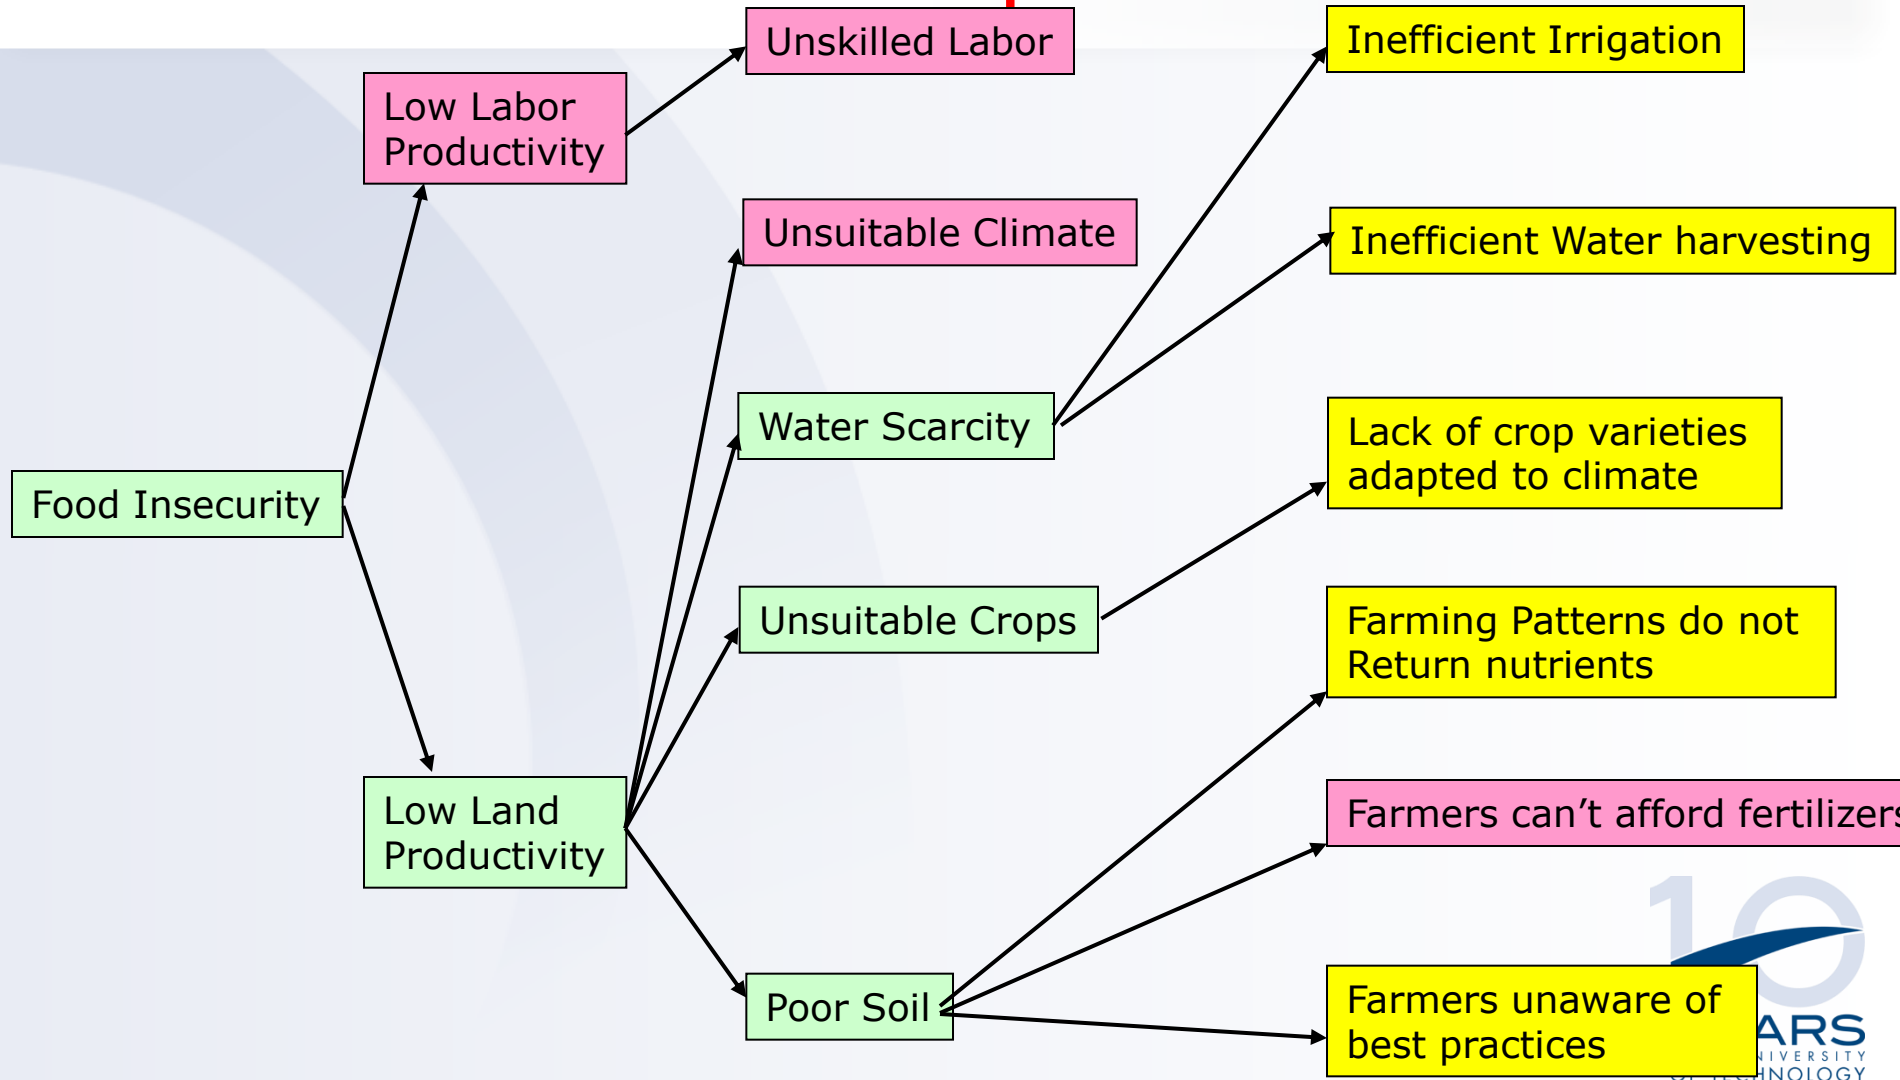 Unskilled Labor
Inefficient Irrigation
Low Labor
Productivity
Unsuitable Climate
Inefficient Water harvesting
Water Scarcity
Lack of crop varieties
adapted to climate
Food Insecurity
Unsuitable Crops
Farming Patterns do not
Return nutrients
Low Land
Productivity
Farmers can’t afford fertilizers
Poor Soil
Farmers unaware of
best practices
10